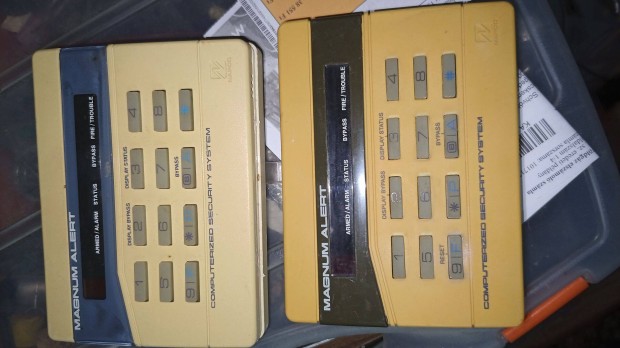 MAGNUM ALERT
ARMED / ALARM STATUS BYPASS FIRE / TROUBLE
DISPLAY BYPASS DISPLAY STATUS
1 2 3 4
5 6 7 8
BYPASS
9 * 0 #
COMPUTERIZED SECURITY SYSTEM
MAGNUM ALERT
ARMED / ALARM STATUS BYPASS FIRE / TROUBLE
DISPLAY BYPASS DISPLAY STATUS
1 2 3 4
5 6 7 8
RESET BYPASS
9 * 0 #
COMPUTERIZED SECURITY SYSTEM